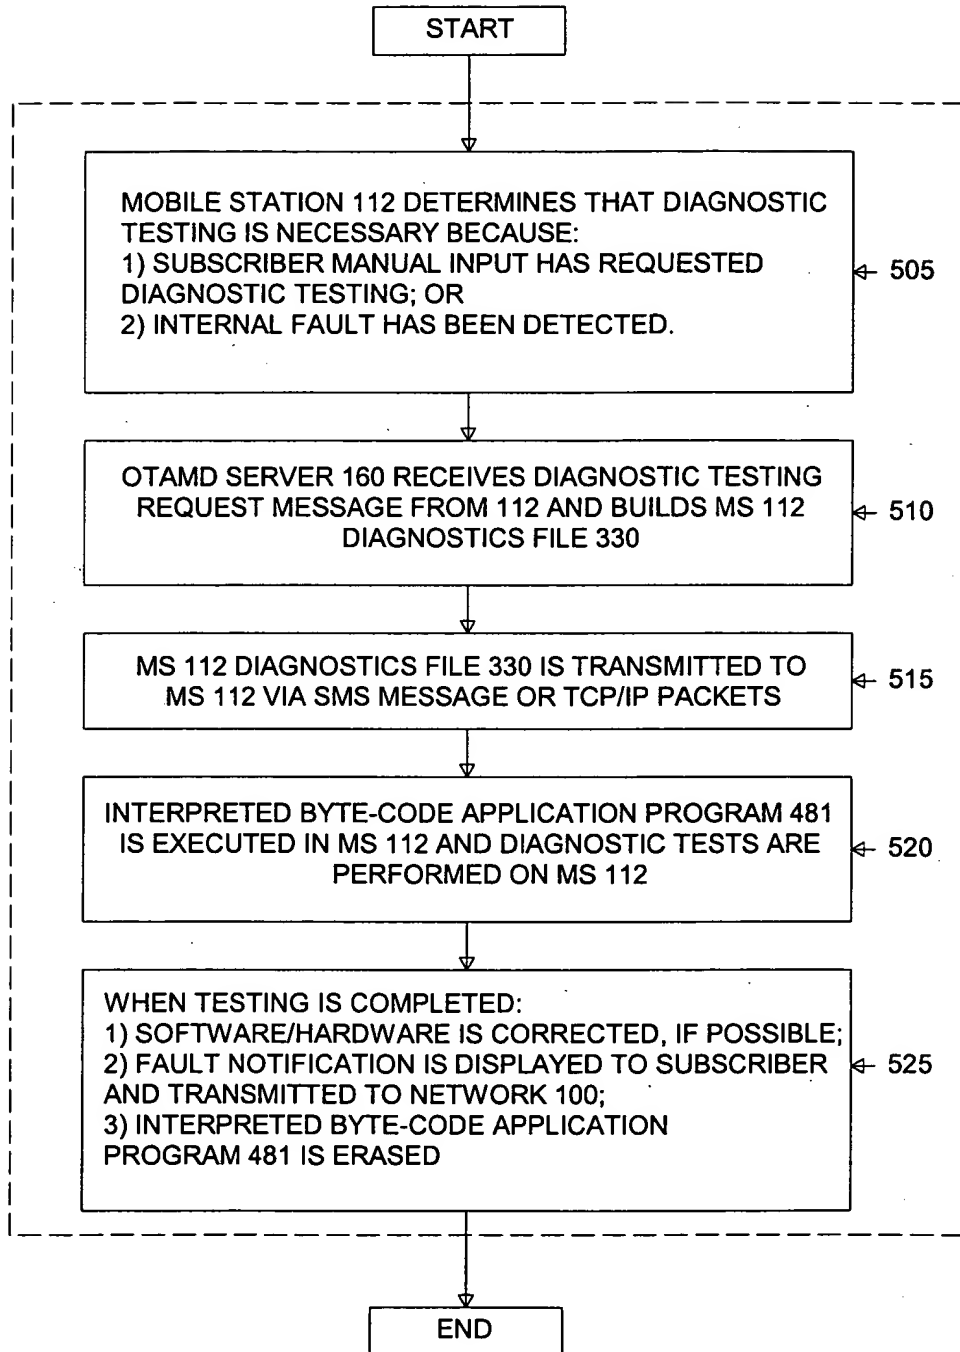 START
MOBILE STATION 112 DETERMINES THAT DIAGNOSTIC
TESTING IS NECESSARY BECAUSE:
1) SUBSCRIBER MANUAL INPUT HAS REQUESTED
DIAGNOSTIC TESTING; OR
2) INTERNAL FAULT HAS BEEN DETECTED.
505
OTAMD SERVER 160 RECEIVES DIAGNOSTIC TESTING
REQUEST MESSAGE FROM 112 AND BUILDS MS 112
DIAGNOSTICS FILE 330
510
MS 112 DIAGNOSTICS FILE 330 IS TRANSMITTED TO
MS 112 VIA SMS MESSAGE OR TCP/IP PACKETS
515
INTERPRETED BYTE-CODE APPLICATION PROGRAM 481
IS EXECUTED IN MS 112 AND DIAGNOSTIC TESTS ARE
PERFORMED ON MS 112
520
WHEN TESTING IS COMPLETED:
1) SOFTWARE/HARDWARE IS CORRECTED, IF POSSIBLE;
2) FAULT NOTIFICATION IS DISPLAYED TO SUBSCRIBER
AND TRANSMITTED TO NETWORK 100;
3) INTERPRETED BYTE-CODE APPLICATION
PROGRAM 481 IS ERASED
525
END